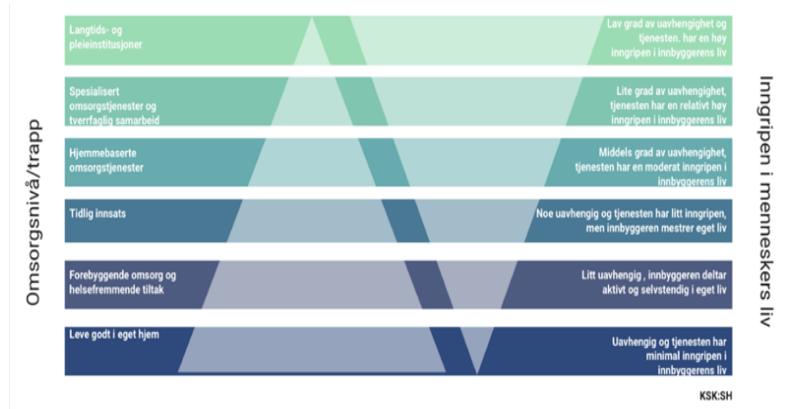 Omsorgsnivå/trapp
Langtids- og
pleieinstitusjoner
Lav grad av uavhengighet og
tjenesten. har en høy
inngripen i innbyggerens liv
Spesialisert
omsorgstjenester og
tverrfaglig samarbeid
Lite grad av uavhengighet,
tjenesten har en relativt høy
inngripen i innbyggerens liv
Hjemmebaserte
omsorgstjenester
Middels grad av uavhengighet,
tjenesten har en moderat inngripen i
innbyggerens liv
Tidlig innsats
Noe uavhengig og tjenesten har litt inngripen,
men innbyggeren mestrer eget liv
Forebyggende omsorg og
helsefremmende tiltak
Litt uavhengig , innbyggeren deltar
aktivt og selvstendig i eget liv
Leve godt i eget hjem
Uavhengig og tjenesten har
minimal inngripen i
innbyggerens liv
Inngripen i menneskers liv
KSK:SH